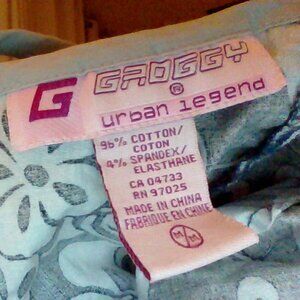 G GROGGY
®
urban legend
96% COTTON/
COTON
4% SPANDEX/
ELASTHANE
CA 04733
RN 97025
MADE IN CHINA
FABRIQUE EN CHINE
M/M